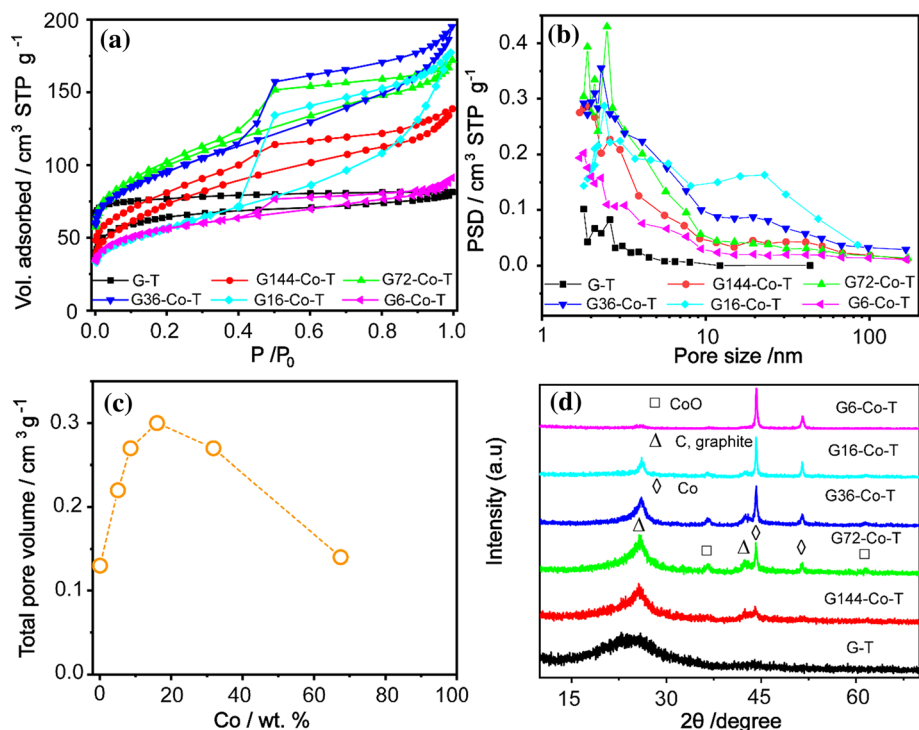 (a)
Vol. adsorbed / cm³ STP g⁻¹
200
150
100
50
0
G-T
G144-Co-T
G72-Co-T
G36-Co-T
G16-Co-T
G6-Co-T
0.0 0.2 0.4 0.6 0.8 1.0
P /P₀
(b)
PSD / cm³ STP g⁻¹
0.4
0.3
0.2
0.1
0.0
G-T
G144-Co-T
G72-Co-T
G36-Co-T
G16-Co-T
G6-Co-T
1 10 100
Pore size /nm
(c)
Total pore volume / cm³ g⁻¹
0.3
0.2
0.1
0.0
0 20 40 60 80 100
Co / wt. %
(d)
Intensity (a.u)
CoO
C, graphite
Co
G6-Co-T
G16-Co-T
G36-Co-T
G72-Co-T
G144-Co-T
G-T
15 30 45 60
2θ /degree